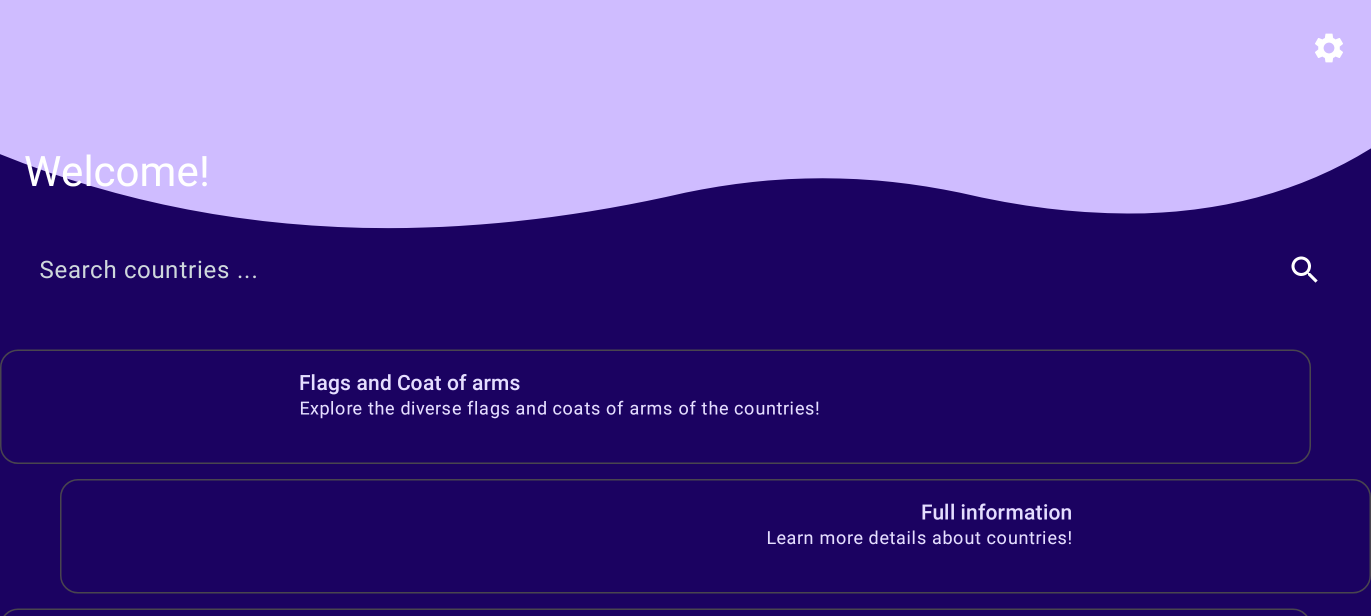 Welcome!
Search countries ...
Flags and Coat of arms
Explore the diverse flags and coats of arms of the countries!
Full information
Learn more details about countries!